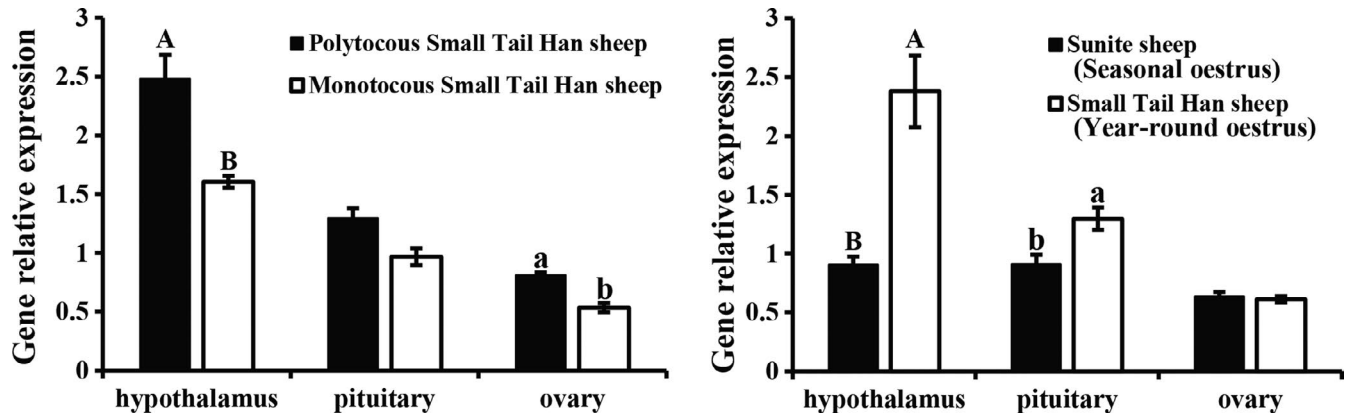 Gene relative expression
3
2.5
2
1.5
1
0.5
0
A
B
a
b
Polytocous Small Tail Han sheep
Monotocous Small Tail Han sheep
hypothalamus pituitary ovary
Gene relative expression
3
2.5
2
1.5
1
0.5
0
B
A
b
a
Sunite sheep
(Seasonal oestrus)
Small Tail Han sheep
(Year-round oestrus)
hypothalamus pituitary ovary